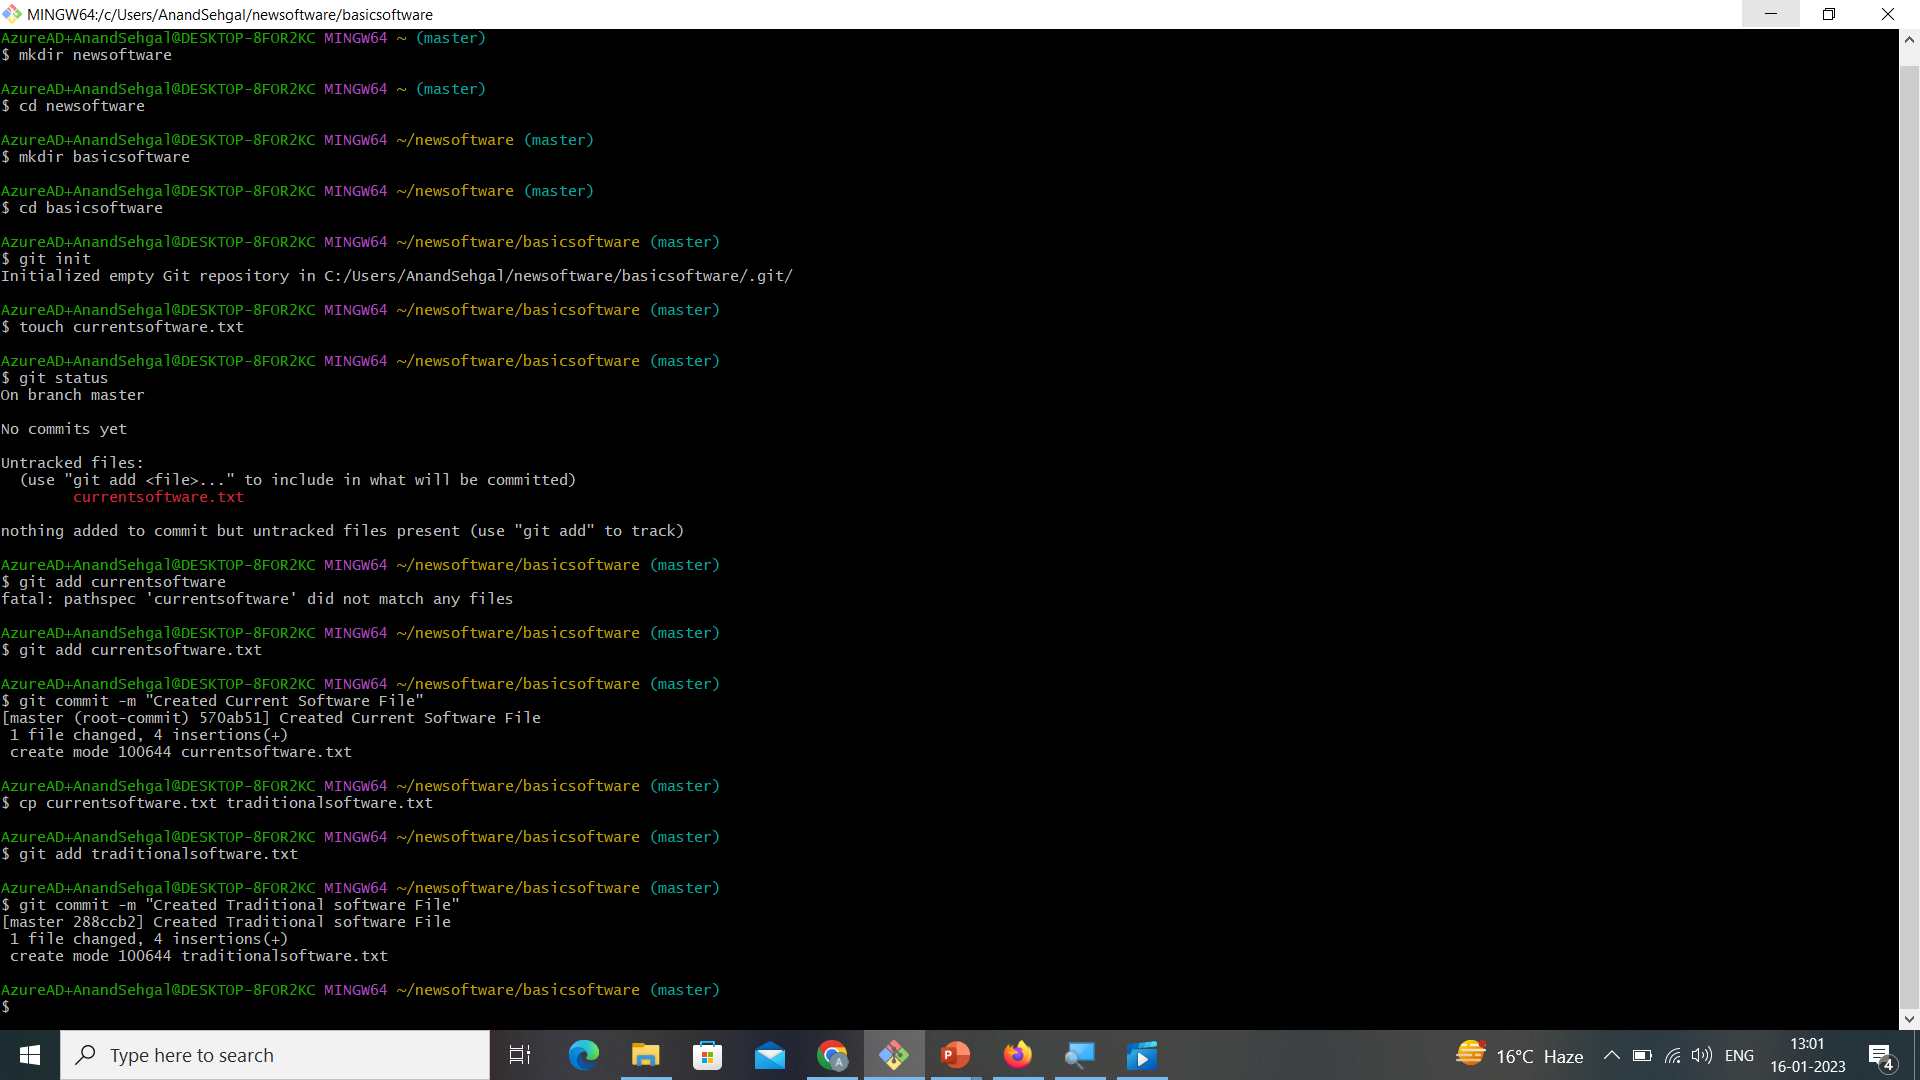 MINGW64:/c/Users/AnandSehgal/newsoftware/basicsoftware
AzureAD+AnandSehgal@DESKTOP-8FOR2KC MINGW64 ~ (master)
$ mkdir newsoftware
AzureAD+AnandSehgal@DESKTOP-8FOR2KC MINGW64 ~ (master)
$ cd newsoftware
AzureAD+AnandSehgal@DESKTOP-8FOR2KC MINGW64 ~/newsoftware (master)
$ mkdir basicsoftware
AzureAD+AnandSehgal@DESKTOP-8FOR2KC MINGW64 ~/newsoftware (master)
$ cd basicsoftware
AzureAD+AnandSehgal@DESKTOP-8FOR2KC MINGW64 ~/newsoftware/basicsoftware (master)
$ git init
Initialized empty Git repository in C:/Users/AnandSehgal/newsoftware/basicsoftware/.git/
AzureAD+AnandSehgal@DESKTOP-8FOR2KC MINGW64 ~/newsoftware/basicsoftware (master)
$ touch currentsoftware.txt
AzureAD+AnandSehgal@DESKTOP-8FOR2KC MINGW64 ~/newsoftware/basicsoftware (master)
$ git status
On branch master
No commits yet
Untracked files:
  (use "git add <file>..." to include in what will be committed)
        currentsoftware.txt
nothing added to commit but untracked files present (use "git add" to track)
AzureAD+AnandSehgal@DESKTOP-8FOR2KC MINGW64 ~/newsoftware/basicsoftware (master)
$ git add currentsoftware
fatal: pathspec 'currentsoftware' did not match any files
AzureAD+AnandSehgal@DESKTOP-8FOR2KC MINGW64 ~/newsoftware/basicsoftware (master)
$ git add currentsoftware.txt
AzureAD+AnandSehgal@DESKTOP-8FOR2KC MINGW64 ~/newsoftware/basicsoftware (master)
$ git commit -m "Created Current Software File"
[master (root-commit) 570ab51] Created Current Software File
 1 file changed, 4 insertions(+)
 create mode 100644 currentsoftware.txt
AzureAD+AnandSehgal@DESKTOP-8FOR2KC MINGW64 ~/newsoftware/basicsoftware (master)
$ cp currentsoftware.txt traditionalsoftware.txt
AzureAD+AnandSehgal@DESKTOP-8FOR2KC MINGW64 ~/newsoftware/basicsoftware (master)
$ git add traditionalsoftware.txt
AzureAD+AnandSehgal@DESKTOP-8FOR2KC MINGW64 ~/newsoftware/basicsoftware (master)
$ git commit -m "Created Traditional software File"
[master 288ccb2] Created Traditional software File
 1 file changed, 4 insertions(+)
 create mode 100644 traditionalsoftware.txt
AzureAD+AnandSehgal@DESKTOP-8FOR2KC MINGW64 ~/newsoftware/basicsoftware (master)
$
Type here to search
16°C Haze
ENG
13:01
16-01-2023
4